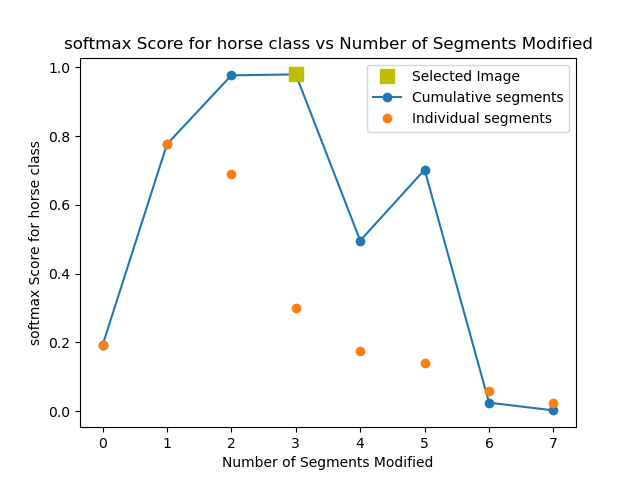 softmax Score for horse class vs Number of Segments Modified
1.0
0.8
0.6
0.4
0.2
0.0
softmax Score for horse class
Selected Image
Cumulative segments
Individual segments
0 1 2 3 4 5 6 7
Number of Segments Modified